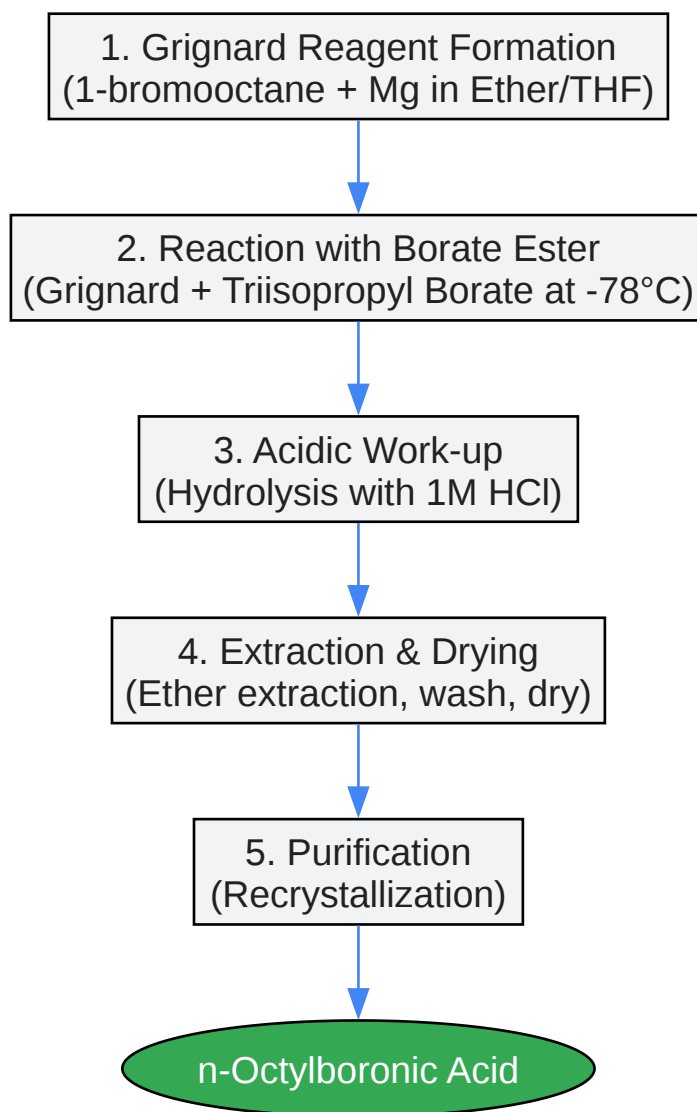 1. Grignard Reagent Formation
(1-bromooctane + Mg in Ether/THF)
2. Reaction with Borate Ester
(Grignard + Triisopropyl Borate at -78°C)
3. Acidic Work-up
(Hydrolysis with 1M HCl)
4. Extraction & Drying
(Ether extraction, wash, dry)
5. Purification
(Recrystallization)
n-Octylboronic Acid